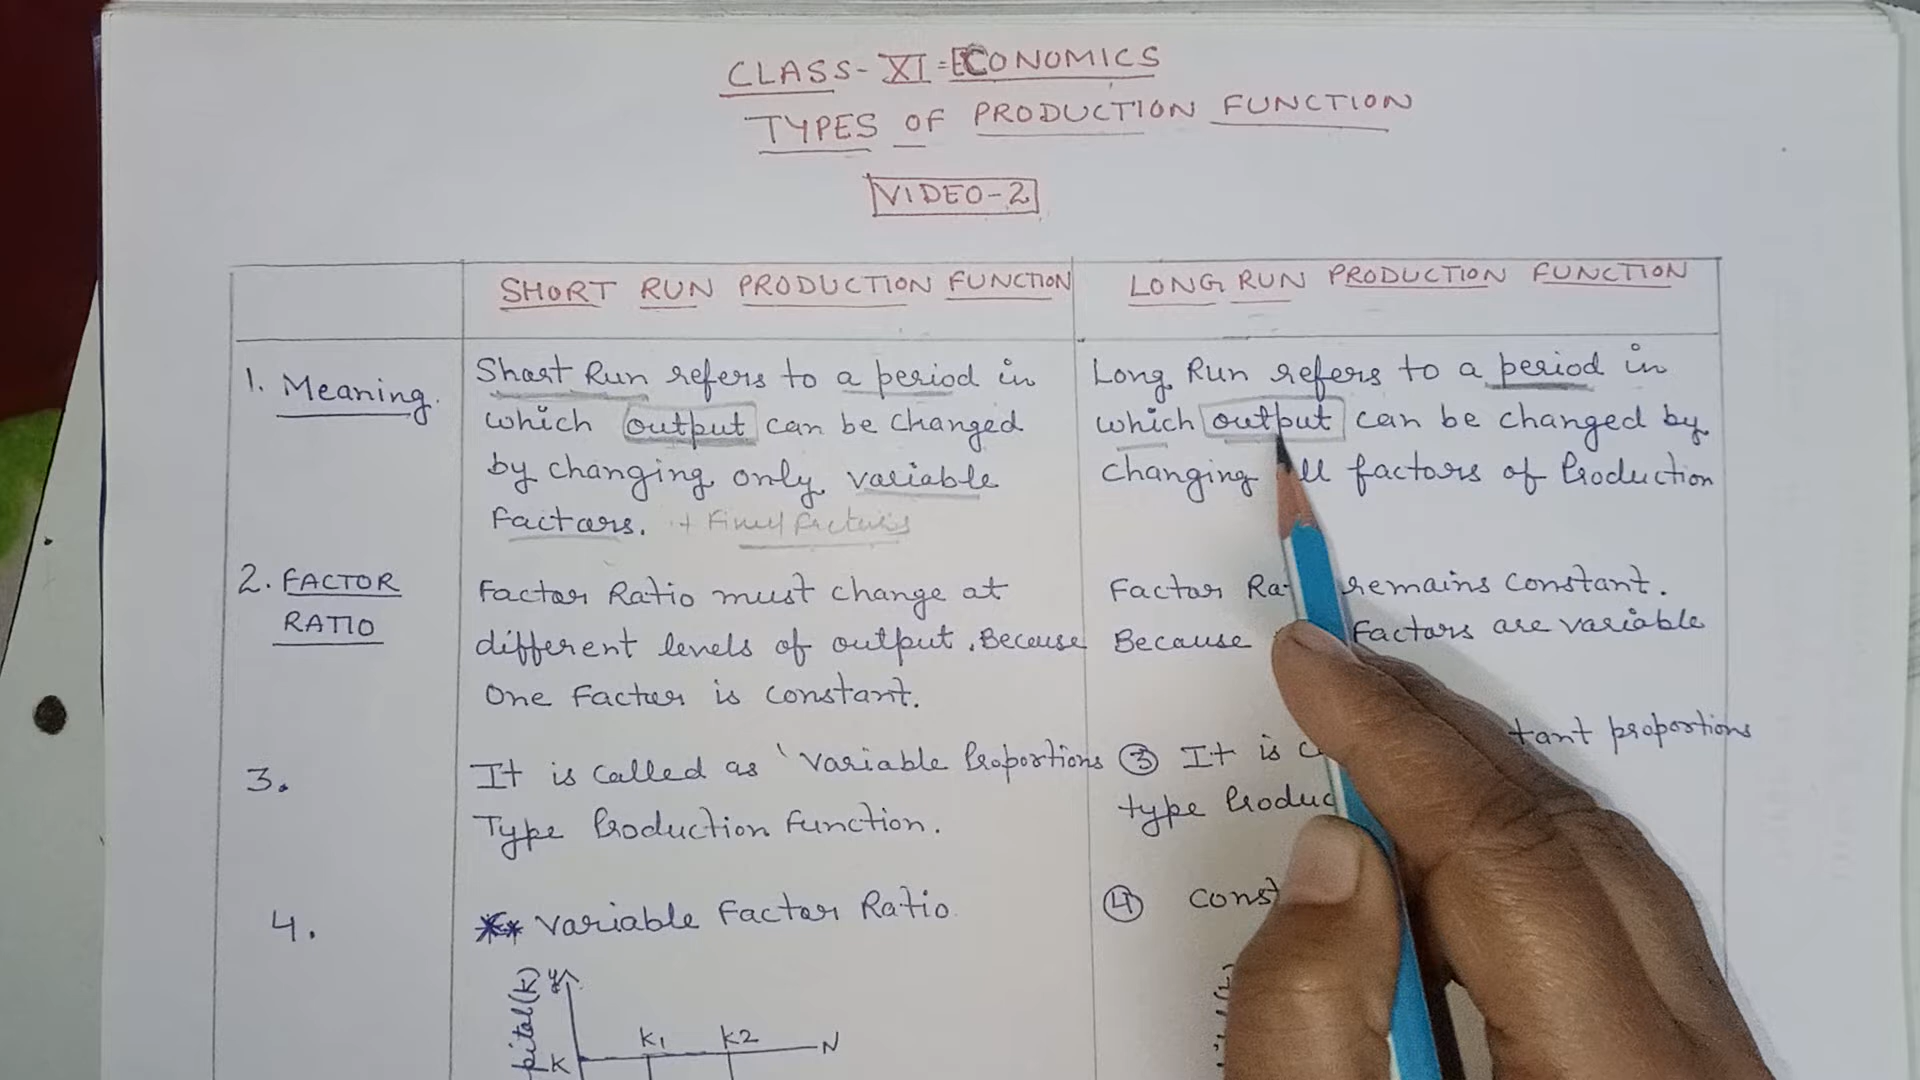 CLASS- XI = ECONOMICS
TYPES OF PRODUCTION FUNCTION
VIDEO-2
SHORT RUN PRODUCTION FUNCTION
LONG RUN PRODUCTION FUNCTION
1. Meaning.
Short Run refers to a period in
which output can be changed
by changing only variable
factors. + Fixed factors
Long Run refers to a period in
which output can be changed by
changing all factors of Production
2. FACTOR
RATIO
Factor Ratio must change at
different levels of output. Because
One Factor is constant.
Factor remains constant.
Because Factors are variable
3.
It is called as 'Variable Proportions
Type Production function.
③ It is proportions
type
4.
** Variable Factor Ratio
④
y
K1 K2 N
K